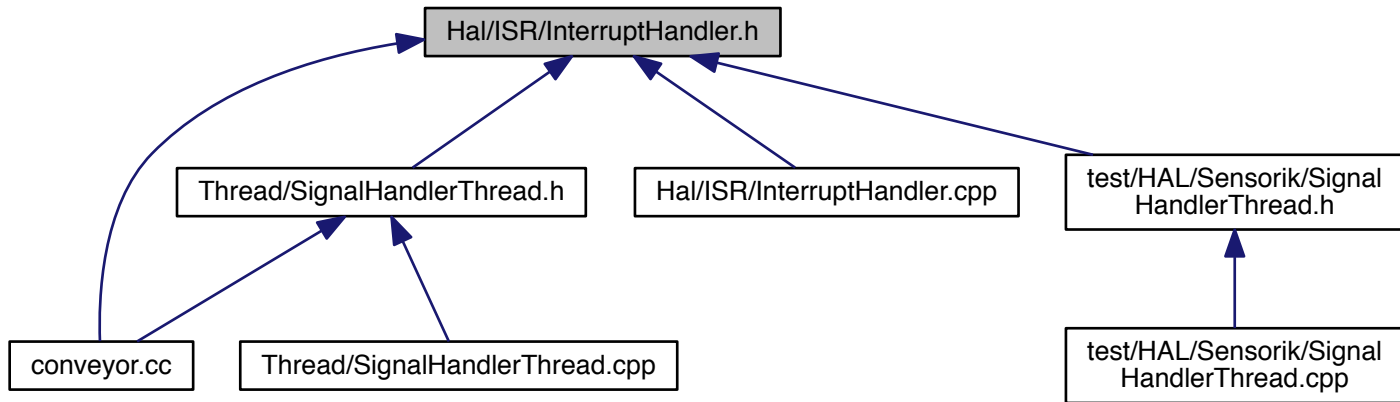 Hal/ISR/InterruptHandler.h
Thread/SignalHandlerThread.h
Hal/ISR/InterruptHandler.cpp
test/HAL/Sensorik/Signal
HandlerThread.h
conveyor.cc
Thread/SignalHandlerThread.cpp
test/HAL/Sensorik/Signal
HandlerThread.cpp